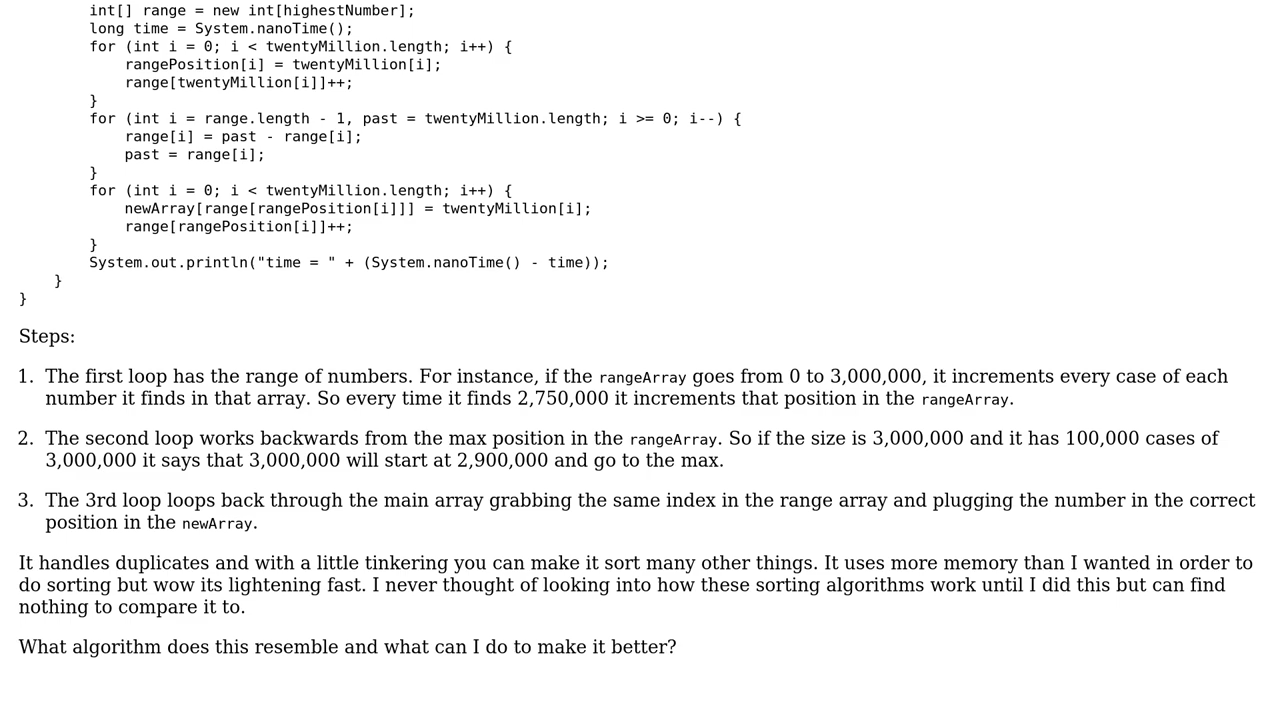 int[] range = new int[highestNumber];
long time = System.nanoTime();
for (int i = 0; i < twentyMillion.length; i++) {
rangePosition[i] = twentyMillion[i];
range[twentyMillion[i]]++;
}
for (int i = range.length - 1, past = twentyMillion.length; i >= 0; i--) {
range[i] = past - range[i];
past = range[i];
}
for (int i = 0; i < twentyMillion.length; i++) {
newArray[range[rangePosition[i]]] = twentyMillion[i];
range[rangePosition[i]]++;
}
System.out.println("time = " + (System.nanoTime() - time));
}
}
Steps:
1. The first loop has the range of numbers. For instance, if the rangeArray goes from 0 to 3,000,000, it increments every case of each
number it finds in that array. So every time it finds 2,750,000 it increments that position in the rangeArray.
2. The second loop works backwards from the max position in the rangeArray. So if the size is 3,000,000 and it has 100,000 cases of
3,000,000 it says that 3,000,000 will start at 2,900,000 and go to the max.
3. The 3rd loop loops back through the main array grabbing the same index in the range array and plugging the number in the correct
position in the newArray.
It handles duplicates and with a little tinkering you can make it sort many other things. It uses more memory than I wanted in order to
do sorting but wow its lightening fast. I never thought of looking into how these sorting algorithms work until I did this but can find
nothing to compare it to.
What algorithm does this resemble and what can I do to make it better?